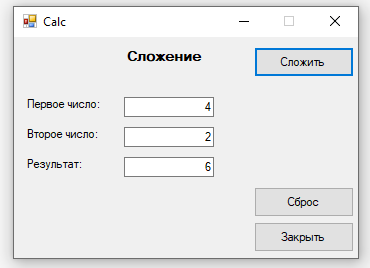 Calc
Сложение
Сложить
Первое число: 4
Второе число: 2
Результат: 6
Сброс
Закрыть